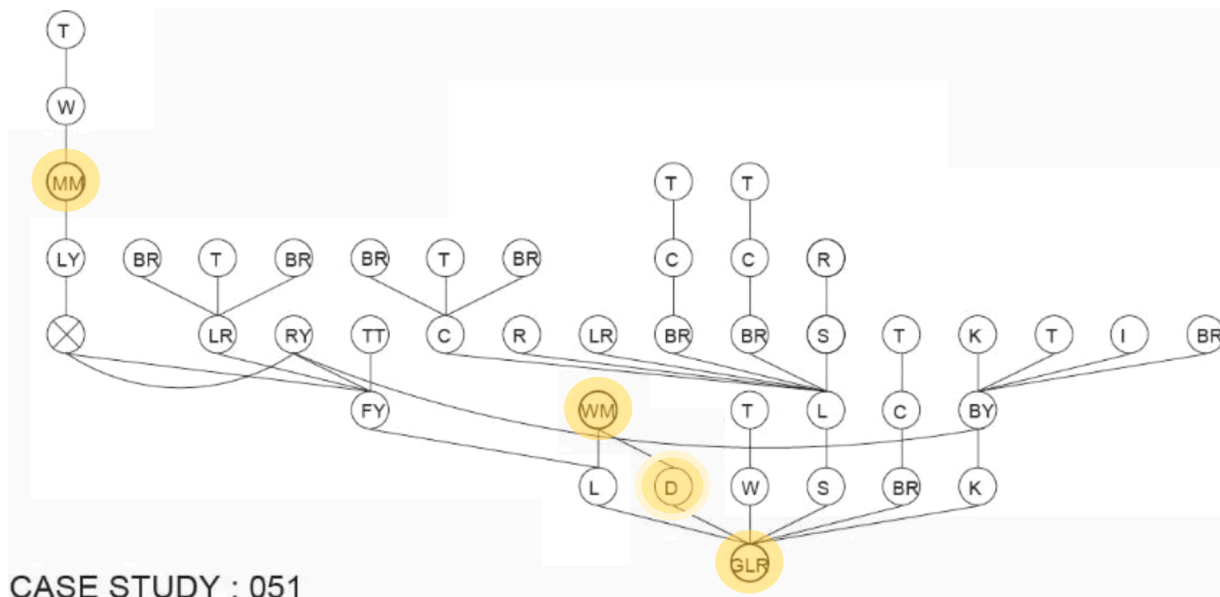 T
W
MM T T
LY BR T BR BR T BR C C R
LR RY TT C R LR BR BR S T K T I BR
FY WM T L C BY
L D W S BR K
GLR
CASE STUDY : 051